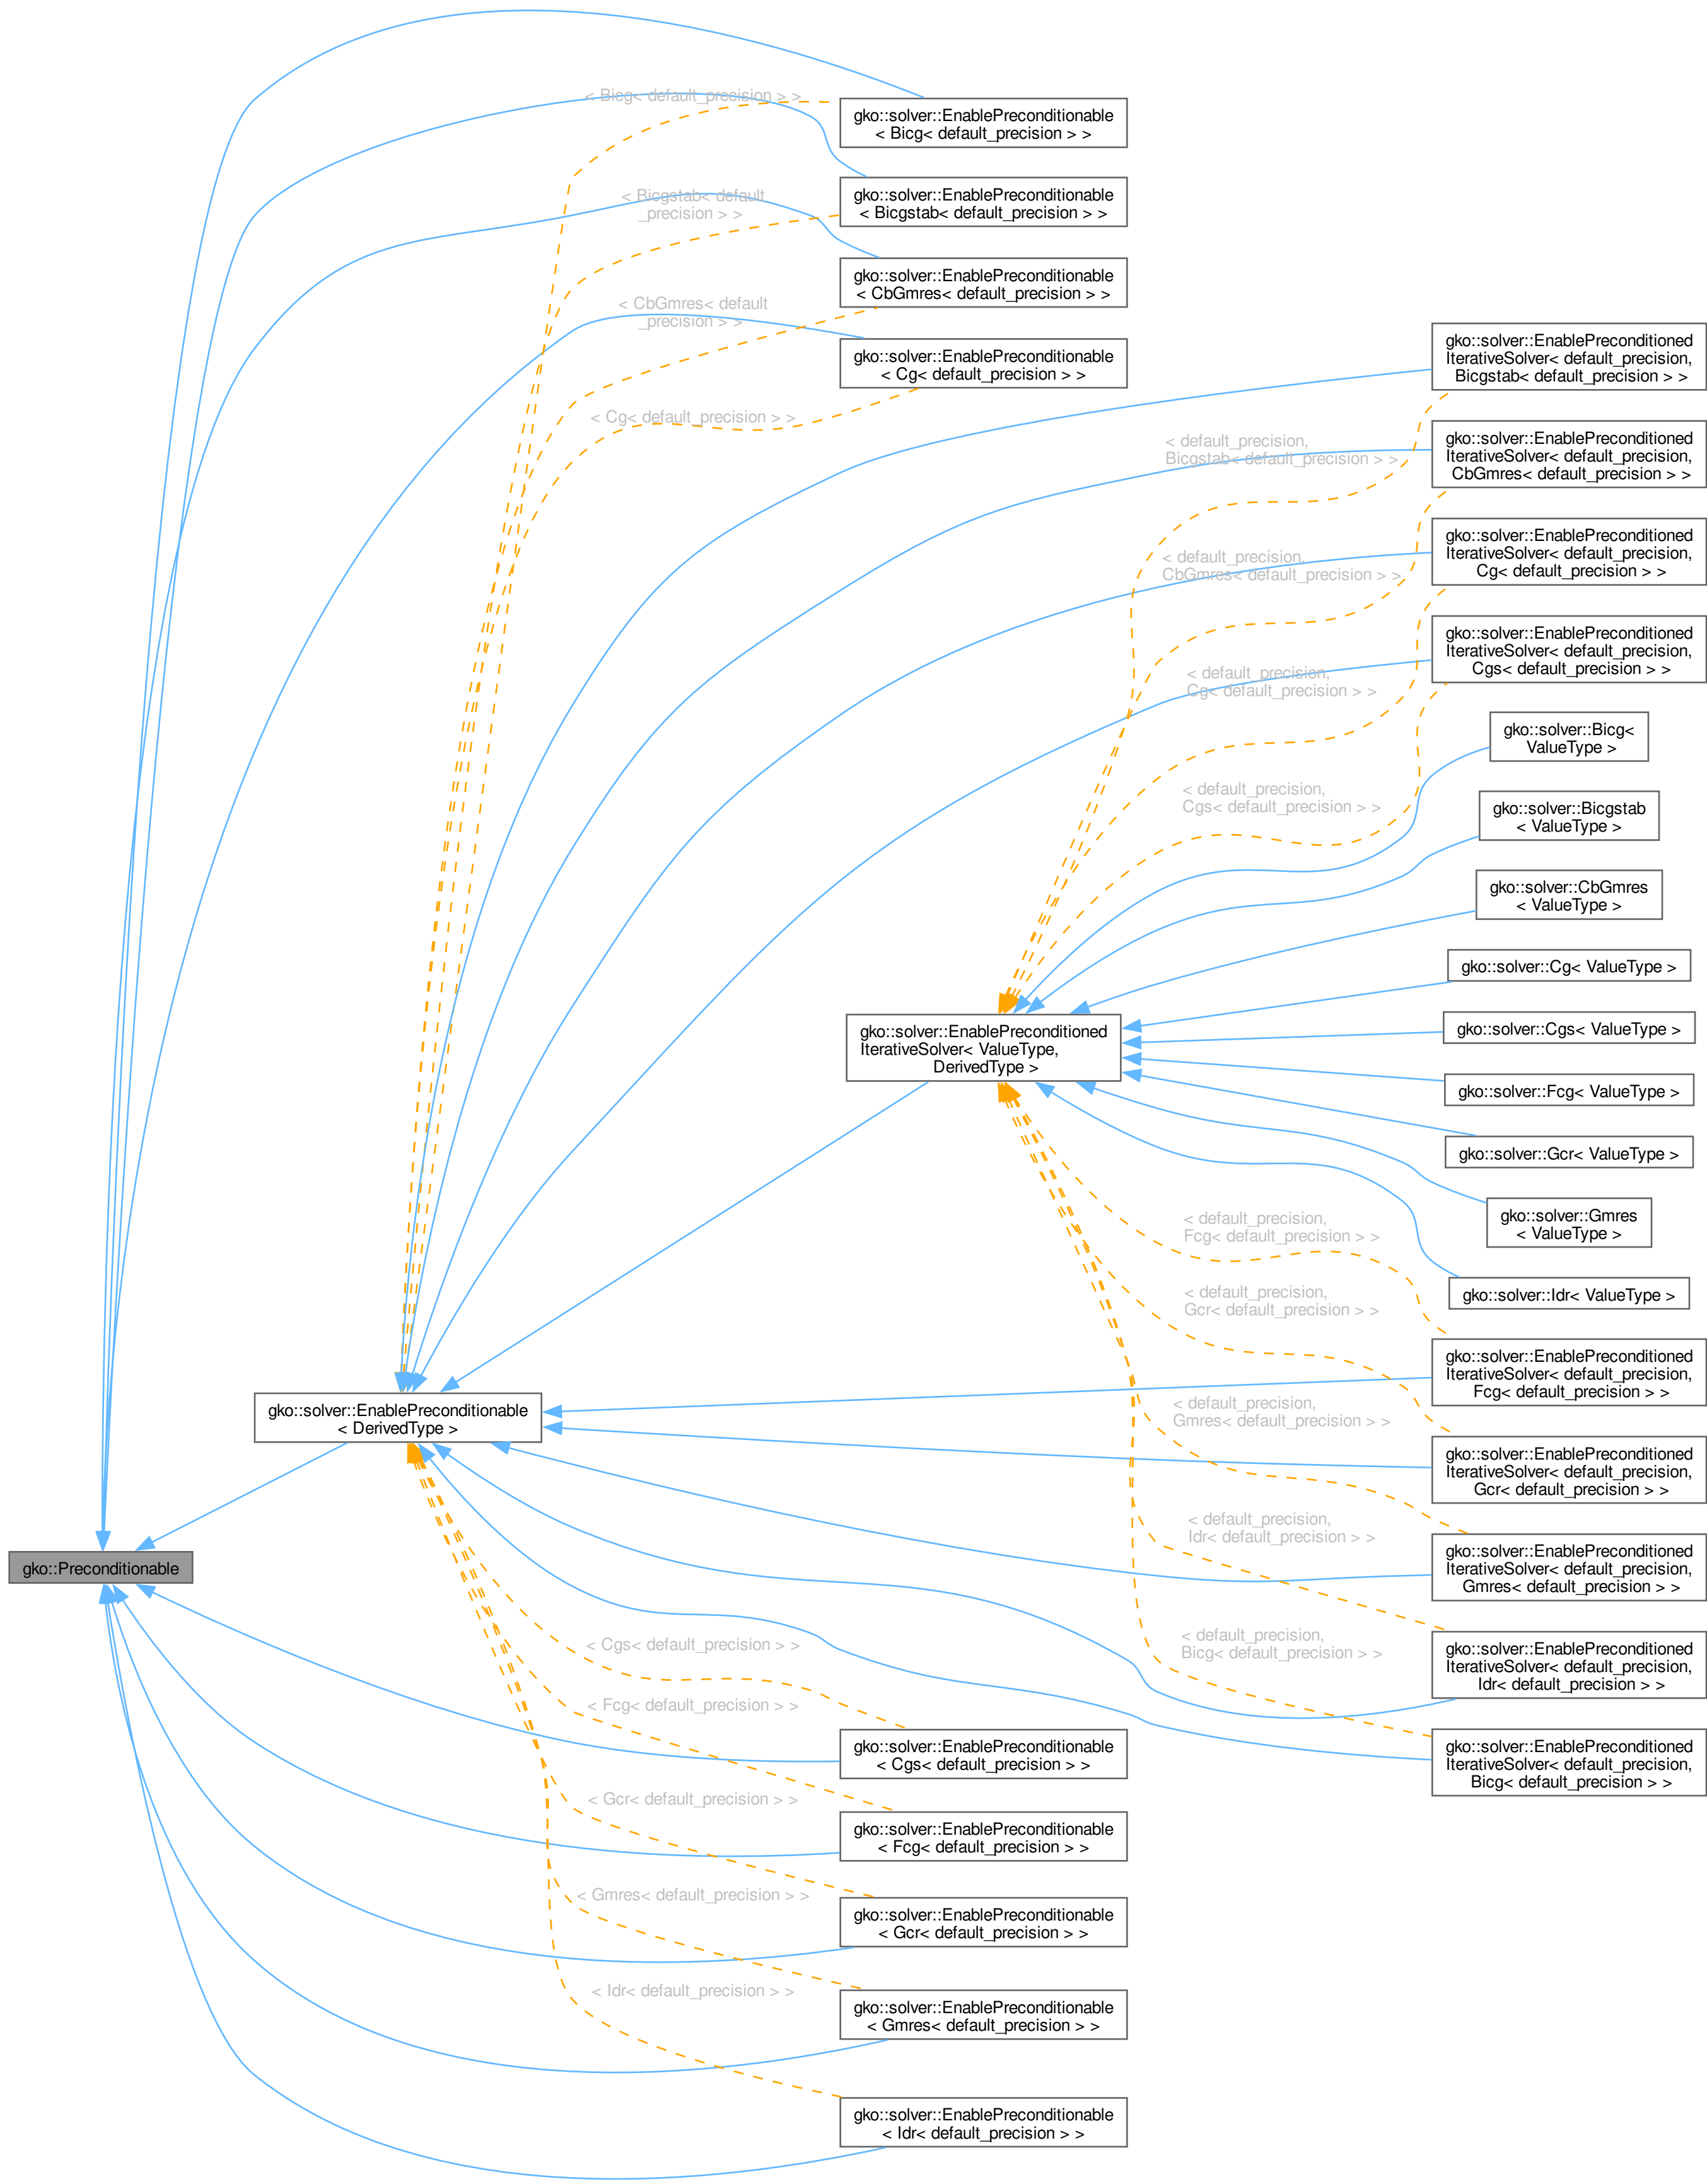 < Bicg< default_precision > >
gko::solver::EnablePreconditionable
< Bicg< default_precision > >
< Bicgstab< default
_precision > >
gko::solver::EnablePreconditionable
< Bicgstab< default_precision > >
gko::solver::EnablePreconditionable
< CbGmres< default_precision > >
< CbGmres< default
_precision > >
gko::solver::EnablePreconditionable
< Cg< default_precision > >
< Cg< default_precision > >
gko::solver::EnablePreconditioned
IterativeSolver< default_precision,
Bicgstab< default_precision > >
< default_precision,
Bicgstab< default_precision > >
gko::solver::EnablePreconditioned
IterativeSolver< default_precision,
CbGmres< default_precision > >
< default_precision,
CbGmres< default_precision > >
gko::solver::EnablePreconditioned
IterativeSolver< default_precision,
Cg< default_precision > >
< default_precision,
Cg< default_precision > >
gko::solver::EnablePreconditioned
IterativeSolver< default_precision,
Cgs< default_precision > >
< default_precision,
Cgs< default_precision > >
gko::solver::Bicg<
ValueType >
gko::solver::Bicgstab
< ValueType >
gko::solver::CbGmres
< ValueType >
gko::solver::Cg< ValueType >
gko::solver::Cgs< ValueType >
gko::solver::EnablePreconditioned
IterativeSolver< ValueType,
DerivedType >
gko::solver::Fcg< ValueType >
gko::solver::Gcr< ValueType >
gko::solver::Gmres
< ValueType >
< default_precision,
Fcg< default_precision > >
gko::solver::Idr< ValueType >
< default_precision,
Gcr< default_precision > >
gko::solver::EnablePreconditioned
IterativeSolver< default_precision,
Fcg< default_precision > >
gko::solver::EnablePreconditionable
< DerivedType >
< default_precision,
Gmres< default_precision > >
gko::solver::EnablePreconditioned
IterativeSolver< default_precision,
Gcr< default_precision > >
< default_precision,
Idr< default_precision > >
gko::solver::EnablePreconditioned
IterativeSolver< default_precision,
Gmres< default_precision > >
gko::Preconditionable
< Cgs< default_precision > >
< default_precision,
Bicg< default_precision > >
gko::solver::EnablePreconditioned
IterativeSolver< default_precision,
Idr< default_precision > >
< Fcg< default_precision > >
gko::solver::EnablePreconditionable
< Cgs< default_precision > >
gko::solver::EnablePreconditioned
IterativeSolver< default_precision,
Bicg< default_precision > >
< Gcr< default_precision > >
gko::solver::EnablePreconditionable
< Fcg< default_precision > >
< Gmres< default_precision > >
gko::solver::EnablePreconditionable
< Gcr< default_precision > >
< Idr< default_precision > >
gko::solver::EnablePreconditionable
< Gmres< default_precision > >
gko::solver::EnablePreconditionable
< Idr< default_precision > >